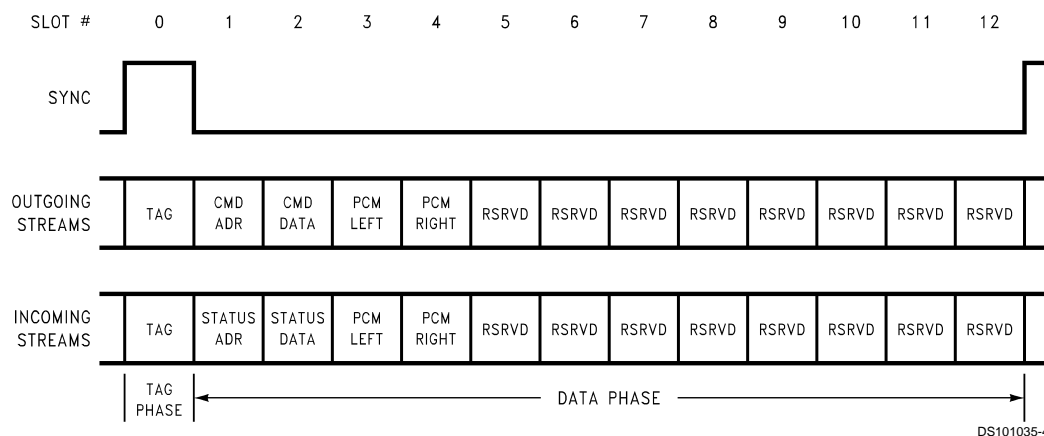 SLOT # 0 1 2 3 4 5 6 7 8 9 10 11 12
SYNC
OUTGOING STREAMS
TAG
CMD ADR
CMD DATA
PCM LEFT
PCM RIGHT
RSRVD RSRVD RSRVD RSRVD RSRVD RSRVD RSRVD RSRVD
INCOMING STREAMS
TAG
STATUS ADR
STATUS DATA
PCM LEFT
PCM RIGHT
RSRVD RSRVD RSRVD RSRVD RSRVD RSRVD RSRVD RSRVD
TAG PHASE
DATA PHASE
DS101035-4